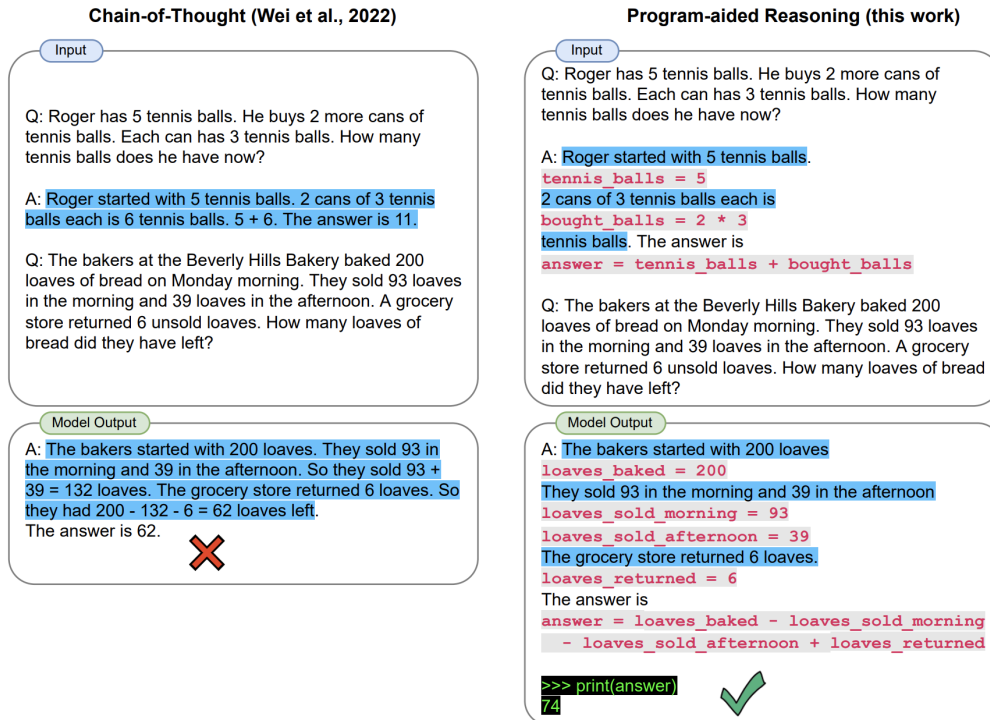 Chain-of-Thought (Wei et al., 2022)
Input
Q: Roger has 5 tennis balls. He buys 2 more cans of
tennis balls. Each can has 3 tennis balls. How many
tennis balls does he have now?
A: Roger started with 5 tennis balls. 2 cans of 3 tennis
balls each is 6 tennis balls. 5 + 6. The answer is 11.
Q: The bakers at the Beverly Hills Bakery baked 200
loaves of bread on Monday morning. They sold 93 loaves
in the morning and 39 loaves in the afternoon. A grocery
store returned 6 unsold loaves. How many loaves of
bread did they have left?
Model Output
A: The bakers started with 200 loaves. They sold 93 in
the morning and 39 in the afternoon. So they sold 93 +
39 = 132 loaves. The grocery store returned 6 loaves. So
they had 200 - 132 - 6 = 62 loaves left.
The answer is 62.
Program-aided Reasoning (this work)
Input
Q: Roger has 5 tennis balls. He buys 2 more cans of
tennis balls. Each can has 3 tennis balls. How many
tennis balls does he have now?
A: Roger started with 5 tennis balls.
tennis_balls = 5
2 cans of 3 tennis balls each is
bought_balls = 2 * 3
tennis balls. The answer is
answer = tennis_balls + bought_balls
Q: The bakers at the Beverly Hills Bakery baked 200
loaves of bread on Monday morning. They sold 93 loaves
in the morning and 39 loaves in the afternoon. A grocery
store returned 6 unsold loaves. How many loaves of bread
did they have left?
Model Output
A: The bakers started with 200 loaves
loaves_baked = 200
They sold 93 in the morning and 39 in the afternoon
loaves_sold_morning = 93
loaves_sold_afternoon = 39
The grocery store returned 6 loaves.
loaves_returned = 6
The answer is
answer = loaves_baked - loaves_sold_morning
- loaves_sold_afternoon + loaves_returned
>>> print(answer)
74